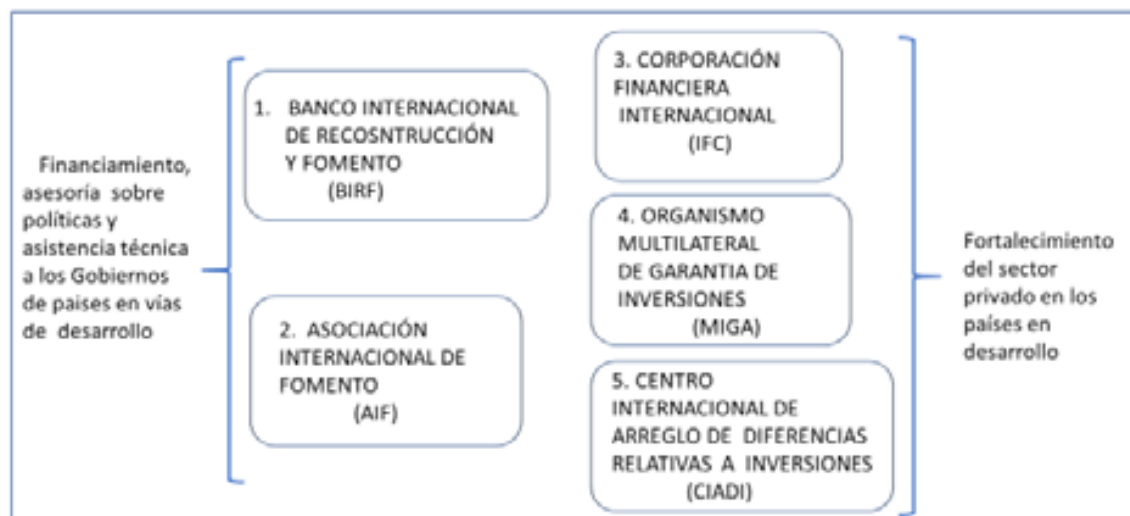 Financiamiento,
asesoría sobre
políticas y
asistencia técnica
a los Gobiernos
de paises en vías
de desarrollo
1. BANCO INTERNACIONAL
DE RECOSNTRUCCIÓN
Y FOMENTO
(BIRF)
2. ASOCIACIÓN
INTERNACIONAL DE
FOMENTO
(AIF)
3. CORPORACIÓN
FINANCIERA
INTERNACIONAL
(IFC)
4. ORGANISMO
MULTILATERAL
DE GARANTIA DE
INVERSIONES
(MIGA)
5. CENTRO
INTERNACIONAL DE
ARREGLO DE DIFERENCIAS
RELATIVAS A INVERSIONES
(CIADI)
Fortalecimiento
del sector
privado en los
países en
desarrollo